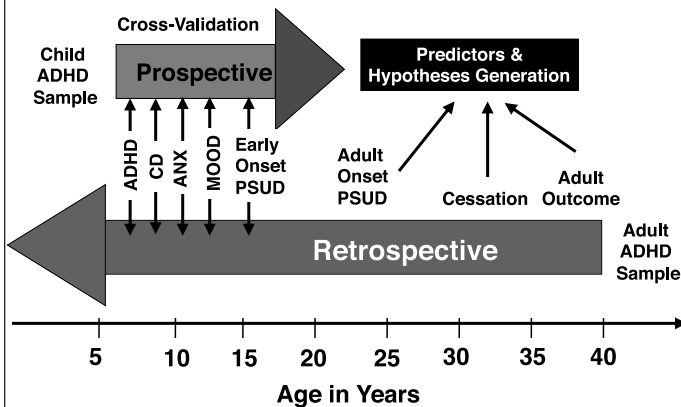 Cross-Validation
Child
ADHD
Sample
Prospective
Predictors &
Hypotheses Generation
ADHD
CD
ANX
MOOD
Early
Onset
PSUD
Adult
Onset
PSUD
Cessation
Adult
Outcome
Retrospective
Adult
ADHD
Sample
5 10 15 20 25 30 35 40
Age in Years